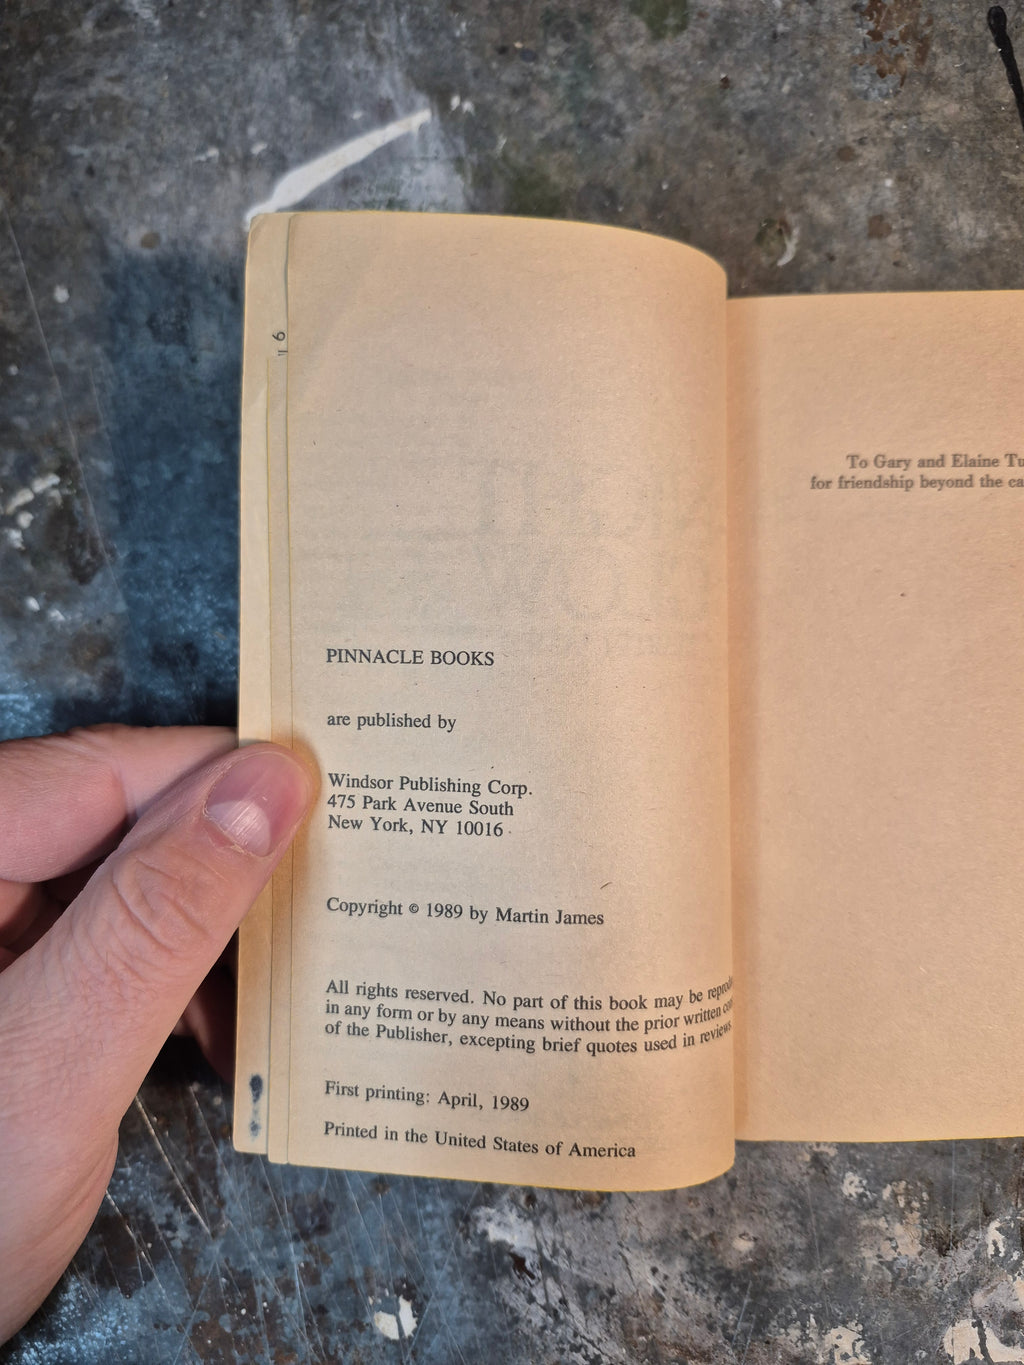 PINNACLE BOOKS
are published by
Windsor Publishing Corp.
475 Park Avenue South
New York, NY 10016
Copyright © 1989 by Martin James
All rights reserved. No part of this book may be
in any form or by any means without the prior written
of the Publisher, excepting brief quotes used in reviews
First printing: April, 1989
Printed in the United States of America
To Gary and Elaine
for friendship beyond the